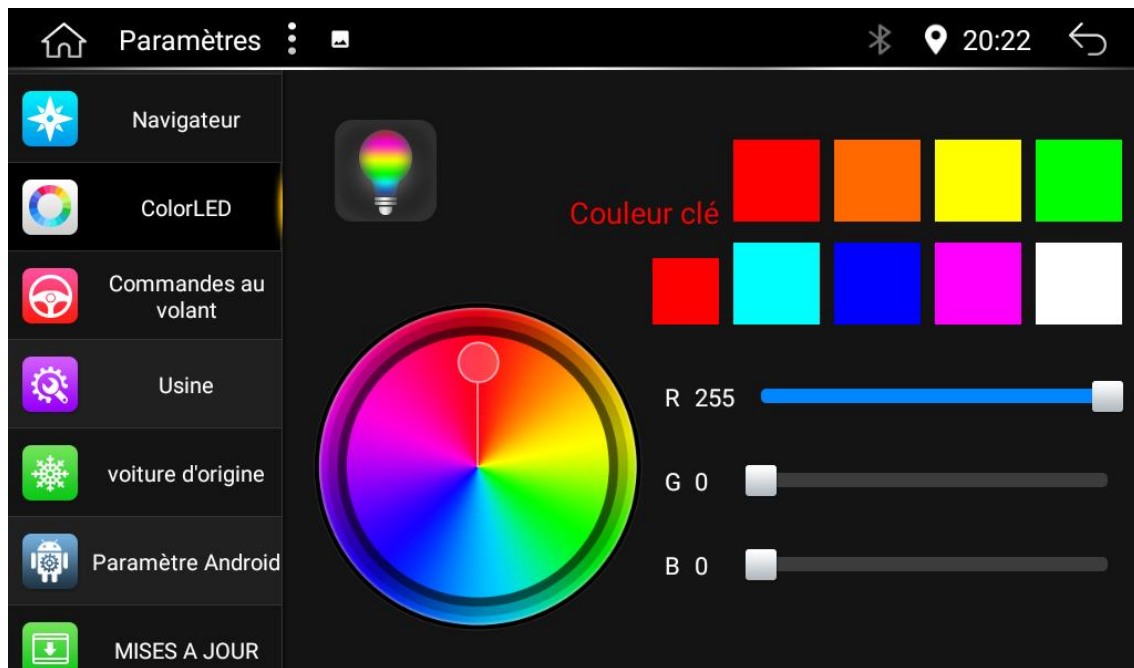 Paramètres
20:22
Navigateur
ColorLED
Commandes au
volant
Usine
voiture d'origine
Paramètre Android
MISES A JOUR
Couleur clé
R 255
G 0
B 0